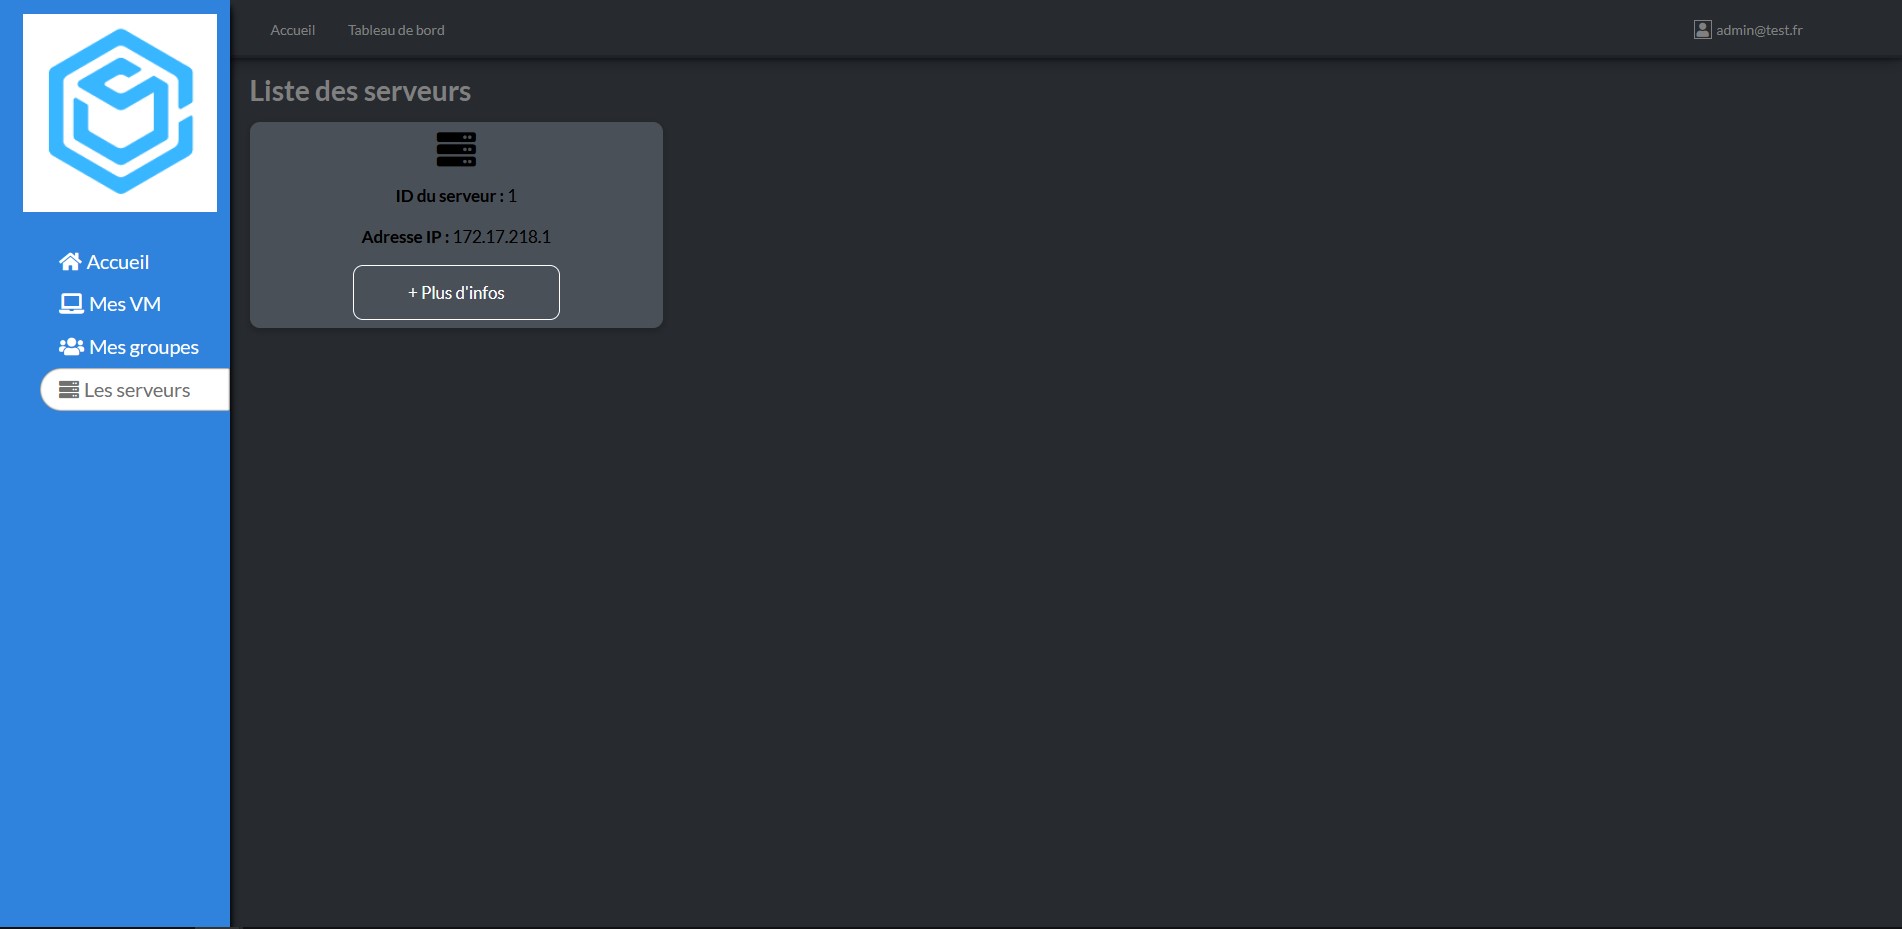 Accueil
Tableau de bord
admin@test.fr
Liste des serveurs
ID du serveur : 1
Adresse IP : 172.17.218.1
+ Plus d'infos
Accueil
Mes VM
Mes groupes
Les serveurs